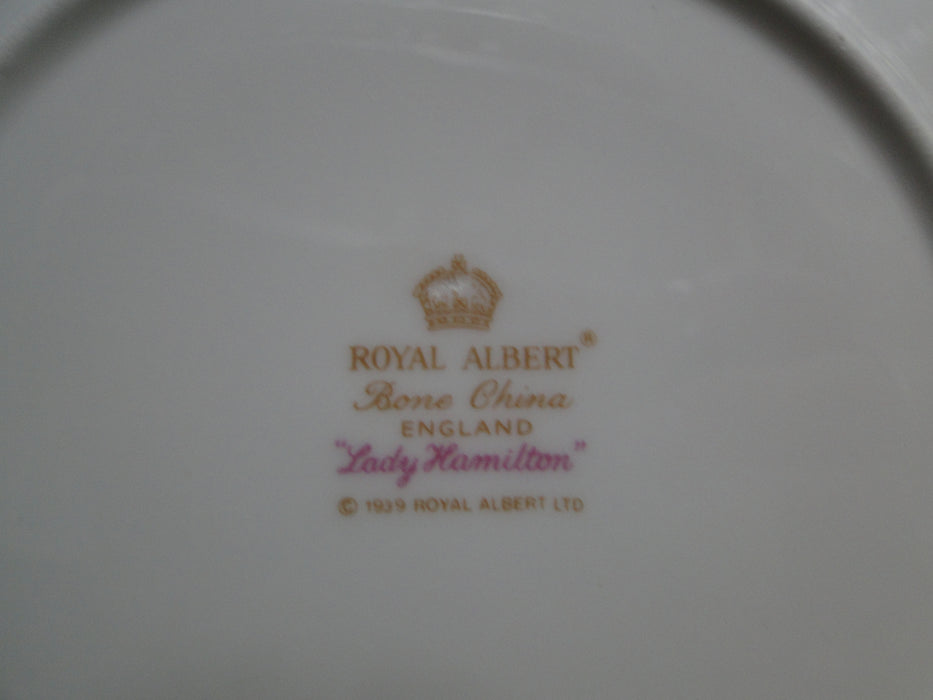 ROYAL ALBERT®
Bone China
ENGLAND
"Lady Hamilton"
© 1939 ROYAL ALBERT LTD